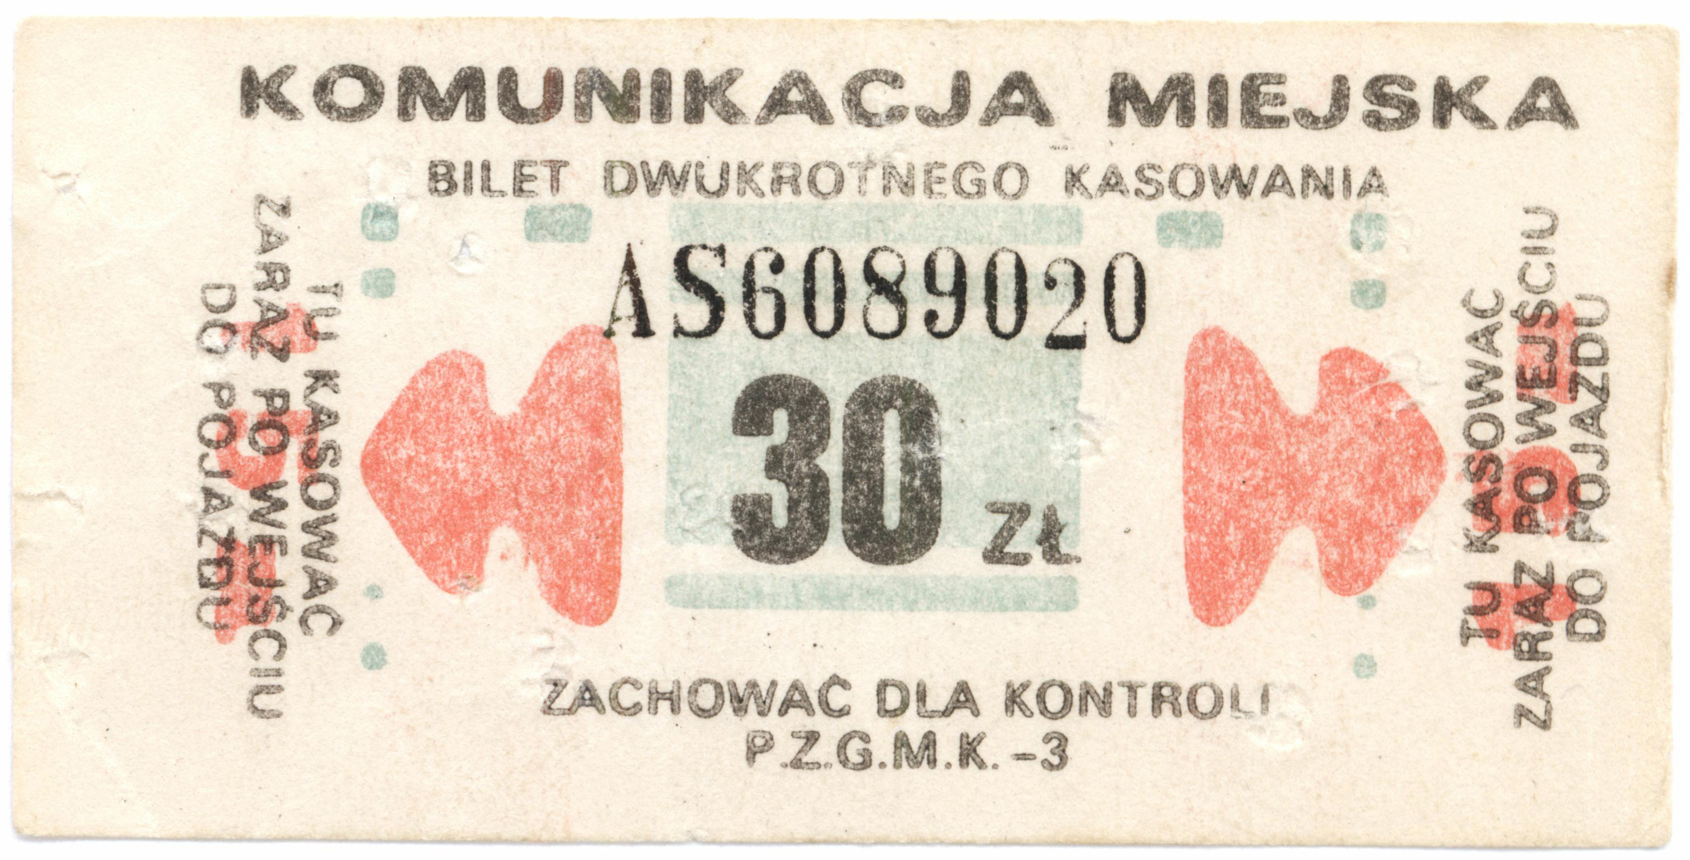 KOMUNIKACJA MIEJSKA
BILET DWUKROTNEGO KASOWANIA
AS6089020
30 ZŁ
TU KASOWAĆ
ZARAZ PO WEJŚCIU
DO POJAZDU
TU KASOWAĆ
ZARAZ PO WEJŚCIU
DO POJAZDU
ZACHOWAĆ DLA KONTROLI
P.Z.G.M.K. -3